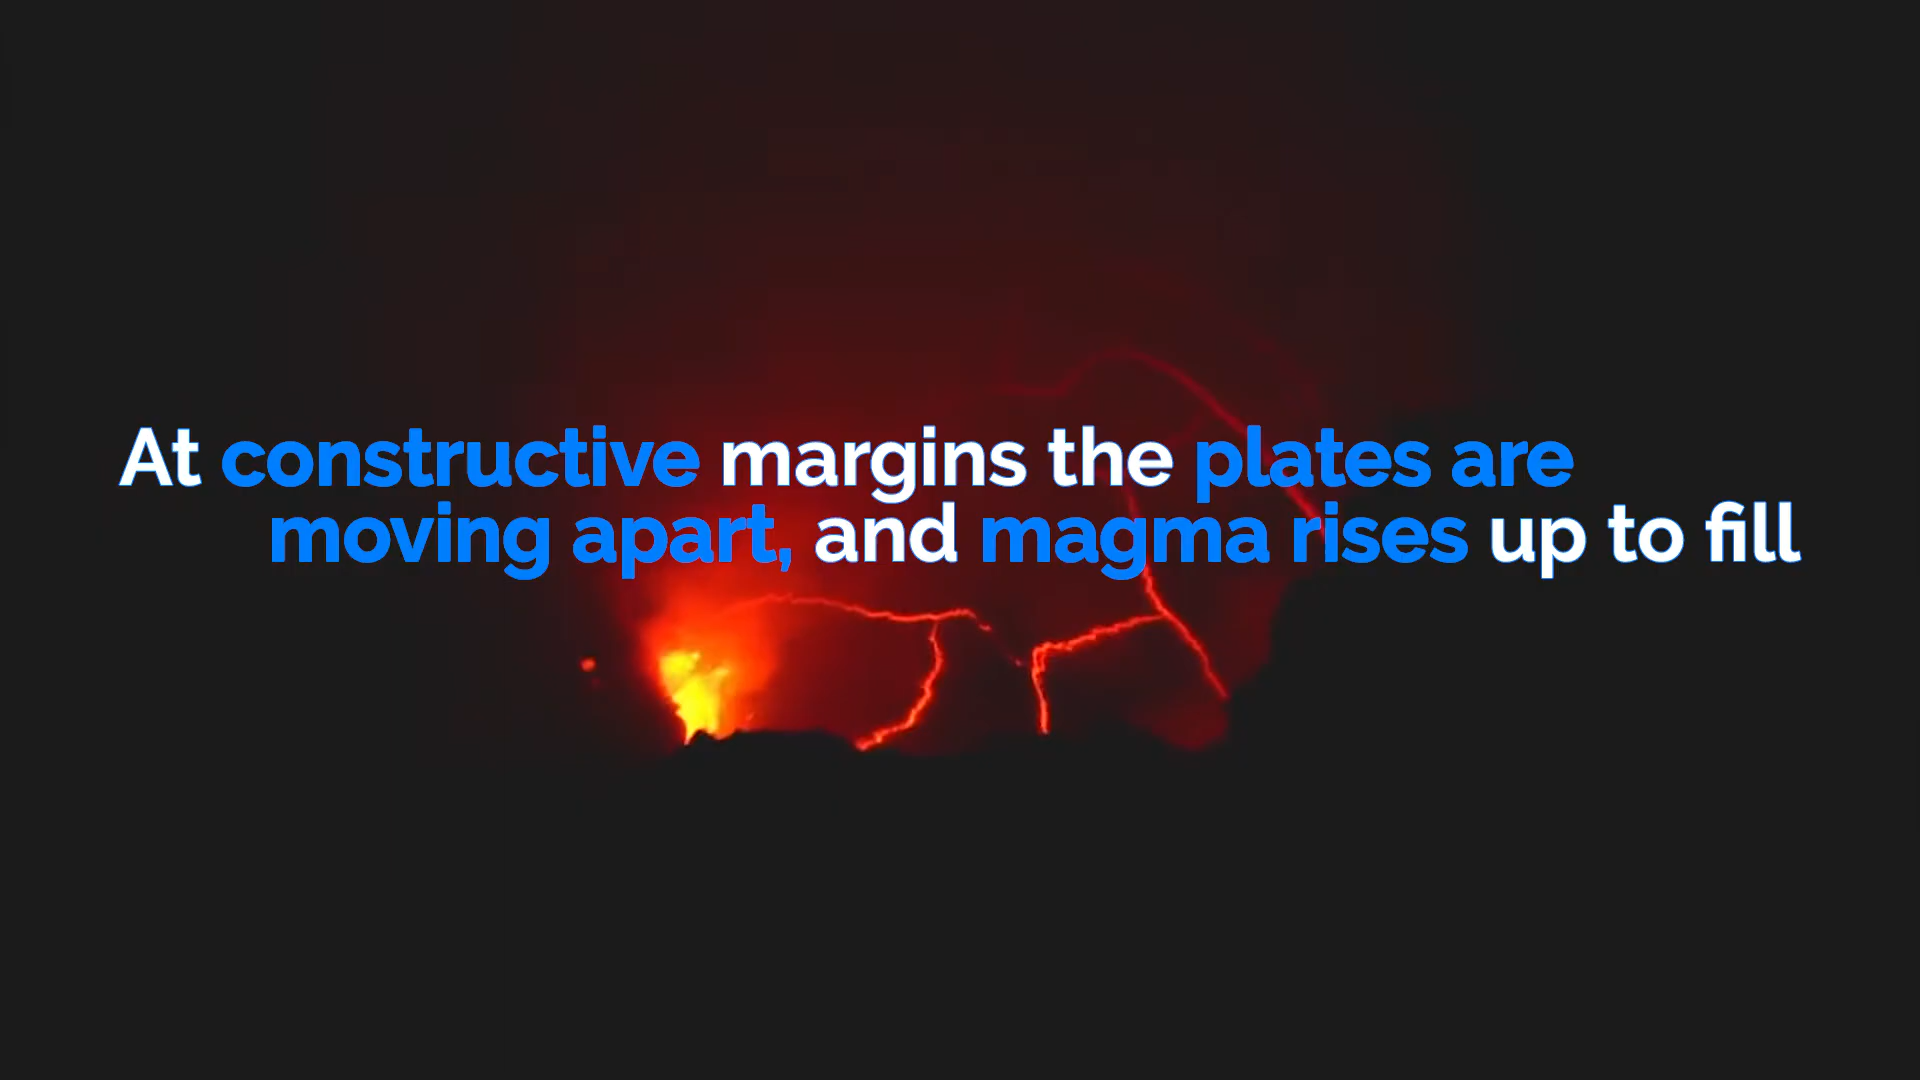 At constructive margins the plates are
moving apart, and magma rises up to fill